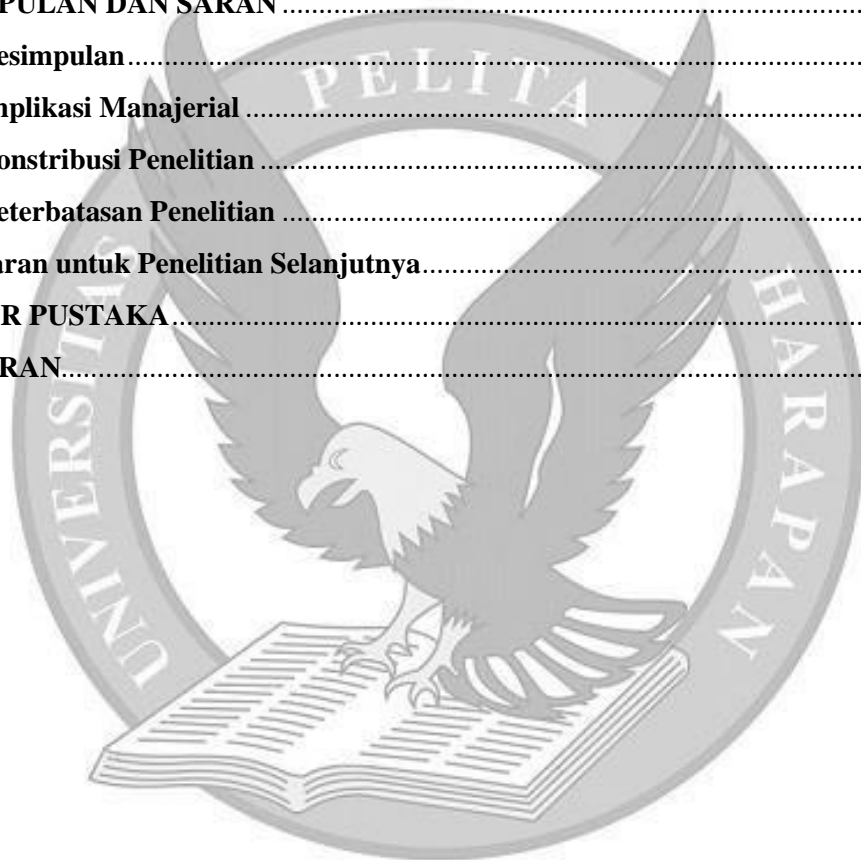 PULAN DAN SARAN
esimpulan
nplikasi Manajerial
onstribusi Penelitian
eterbatasan Penelitian
aran untuk Penelitian Selanjutnya
R PUSTAKA
RAN
UNIVERSITAS PELITA HARAPAN